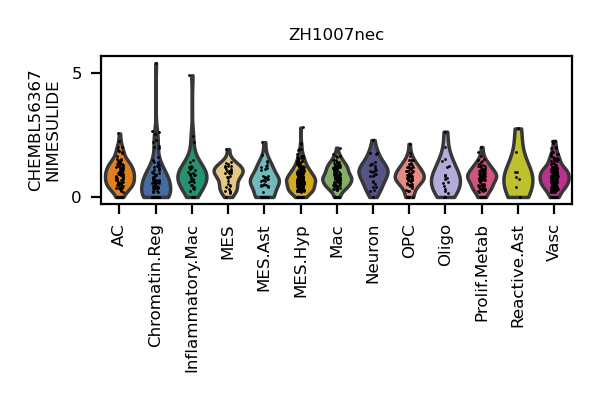 ZH1007nec
CHEMBL56367
NIMESULIDE
5
0
AC
Chromatin.Reg
Inflammatory.Mac
MES
MES.Ast
MES.Hyp
Mac
Neuron
OPC
Oligo
Prolif.Metab
Reactive.Ast
Vasc